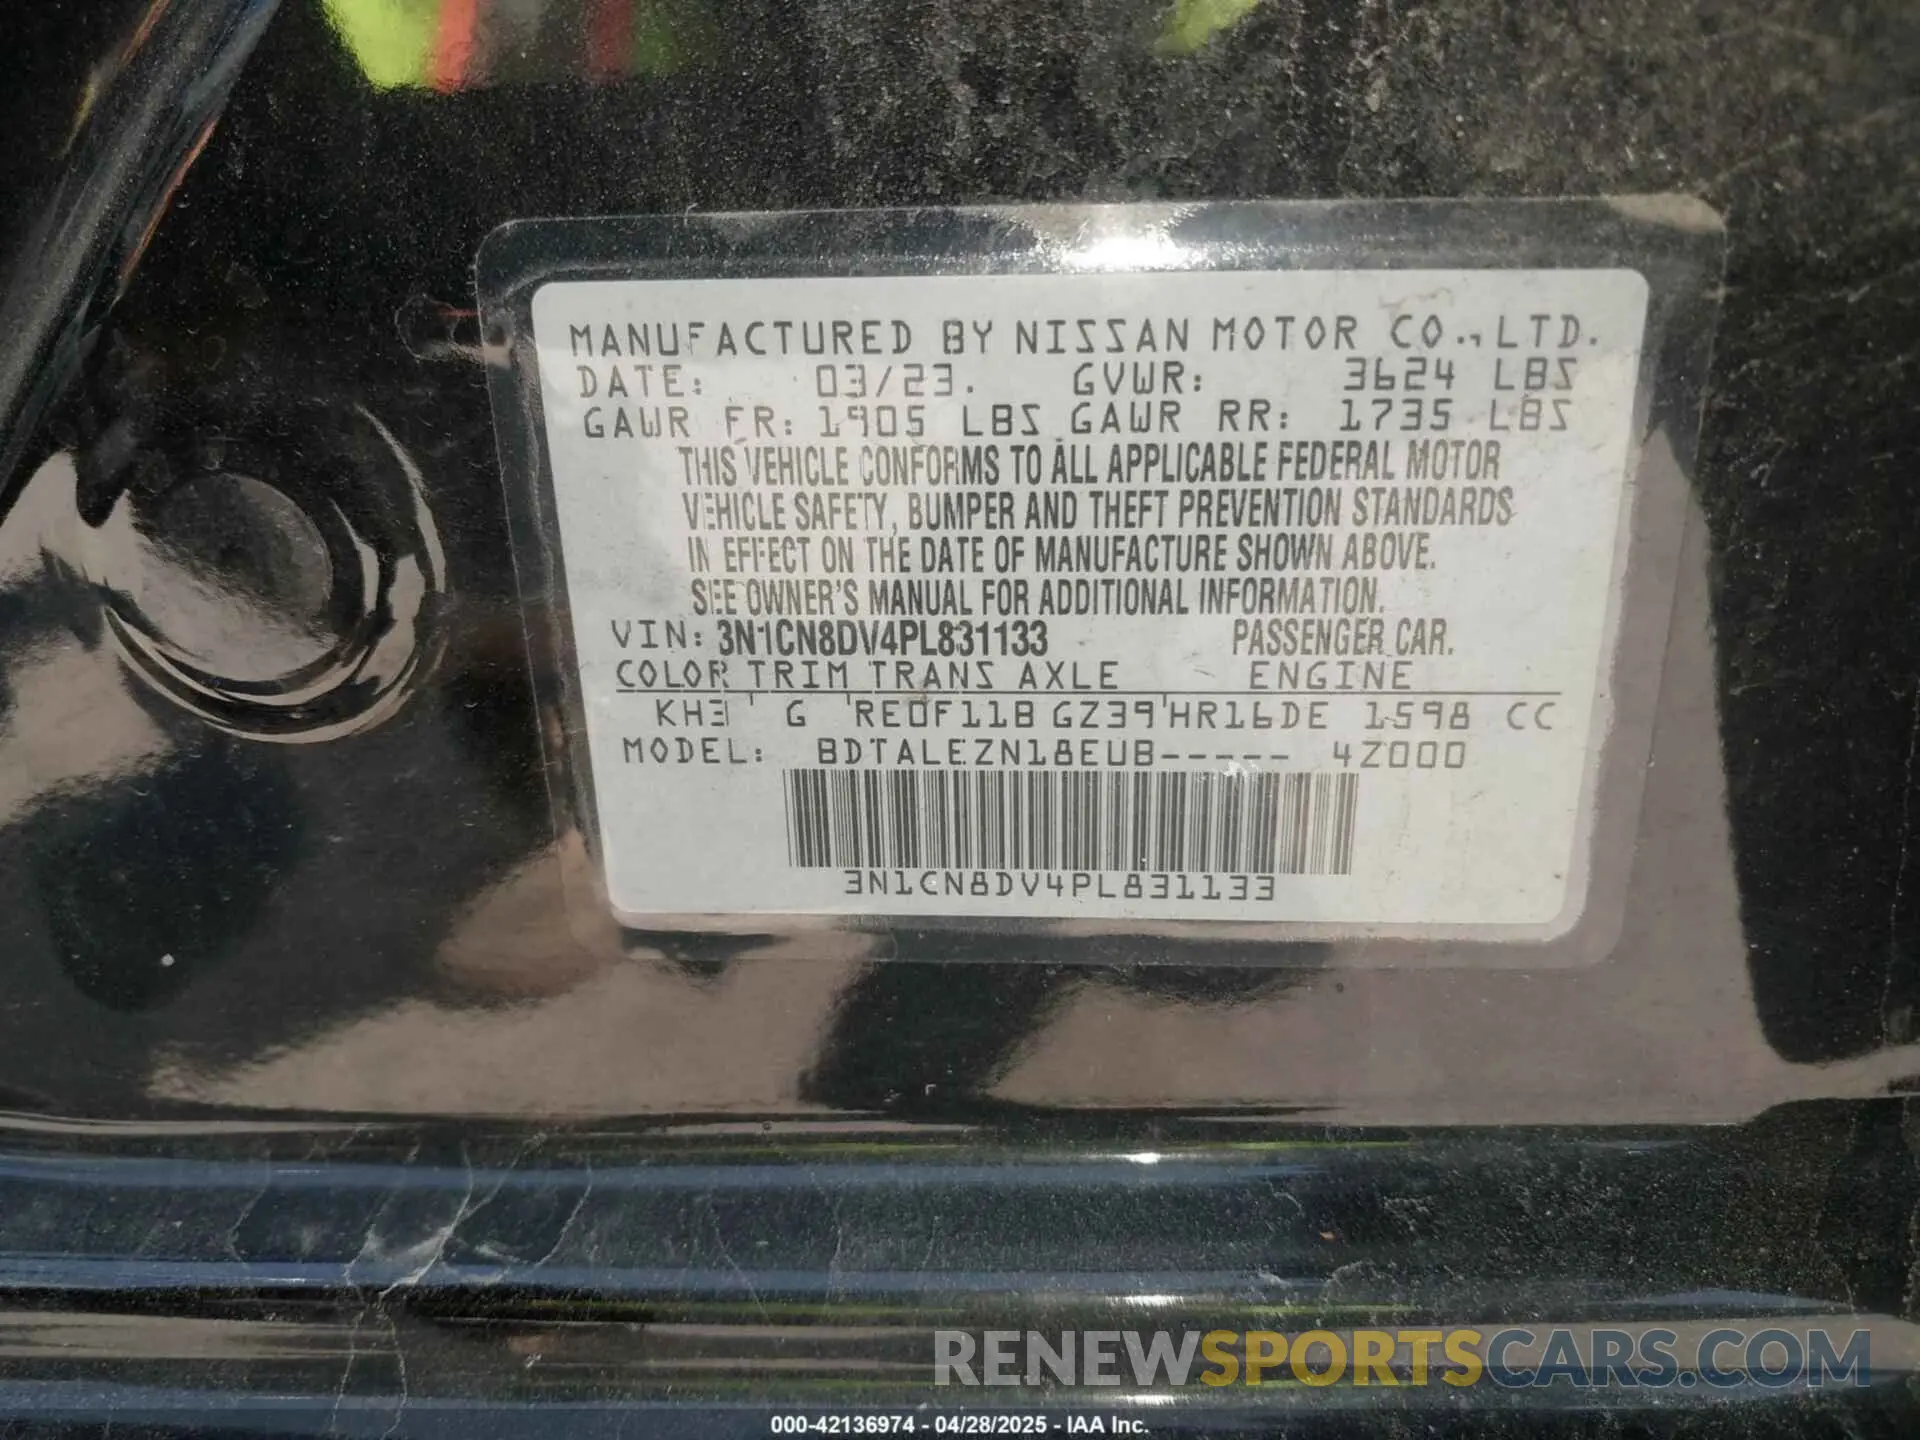 MANUFACTURED BY NISSAN MOTOR CO., LTD.
DATE: 03/23. GVWR: 3624 LBS
GAWR FR: 1905 LBS GAWR RR: 1735 LBS
THIS VEHICLE CONFORMS TO ALL APPLICABLE FEDERAL MOTOR
VEHICLE SAFETY, BUMPER AND THEFT PREVENTION STANDARDS
IN EFFECT ON THE DATE OF MANUFACTURE SHOWN ABOVE.
SEE OWNER'S MANUAL FOR ADDITIONAL INFORMATION.
VIN: 3N1CN8DV4PL831133 PASSENGER CAR.
COLOR TRIM TRANS AXLE ENGINE
KH3 G RE0F11B GZ39 HR16DE 1598 CC
MODEL: BDTALEZN18EUB----- 4Z000
3N1CN8DV4PL831133
RENEWSPORTSCARS.COM
000-42136974 - 04/28/2025 - IAA Inc.